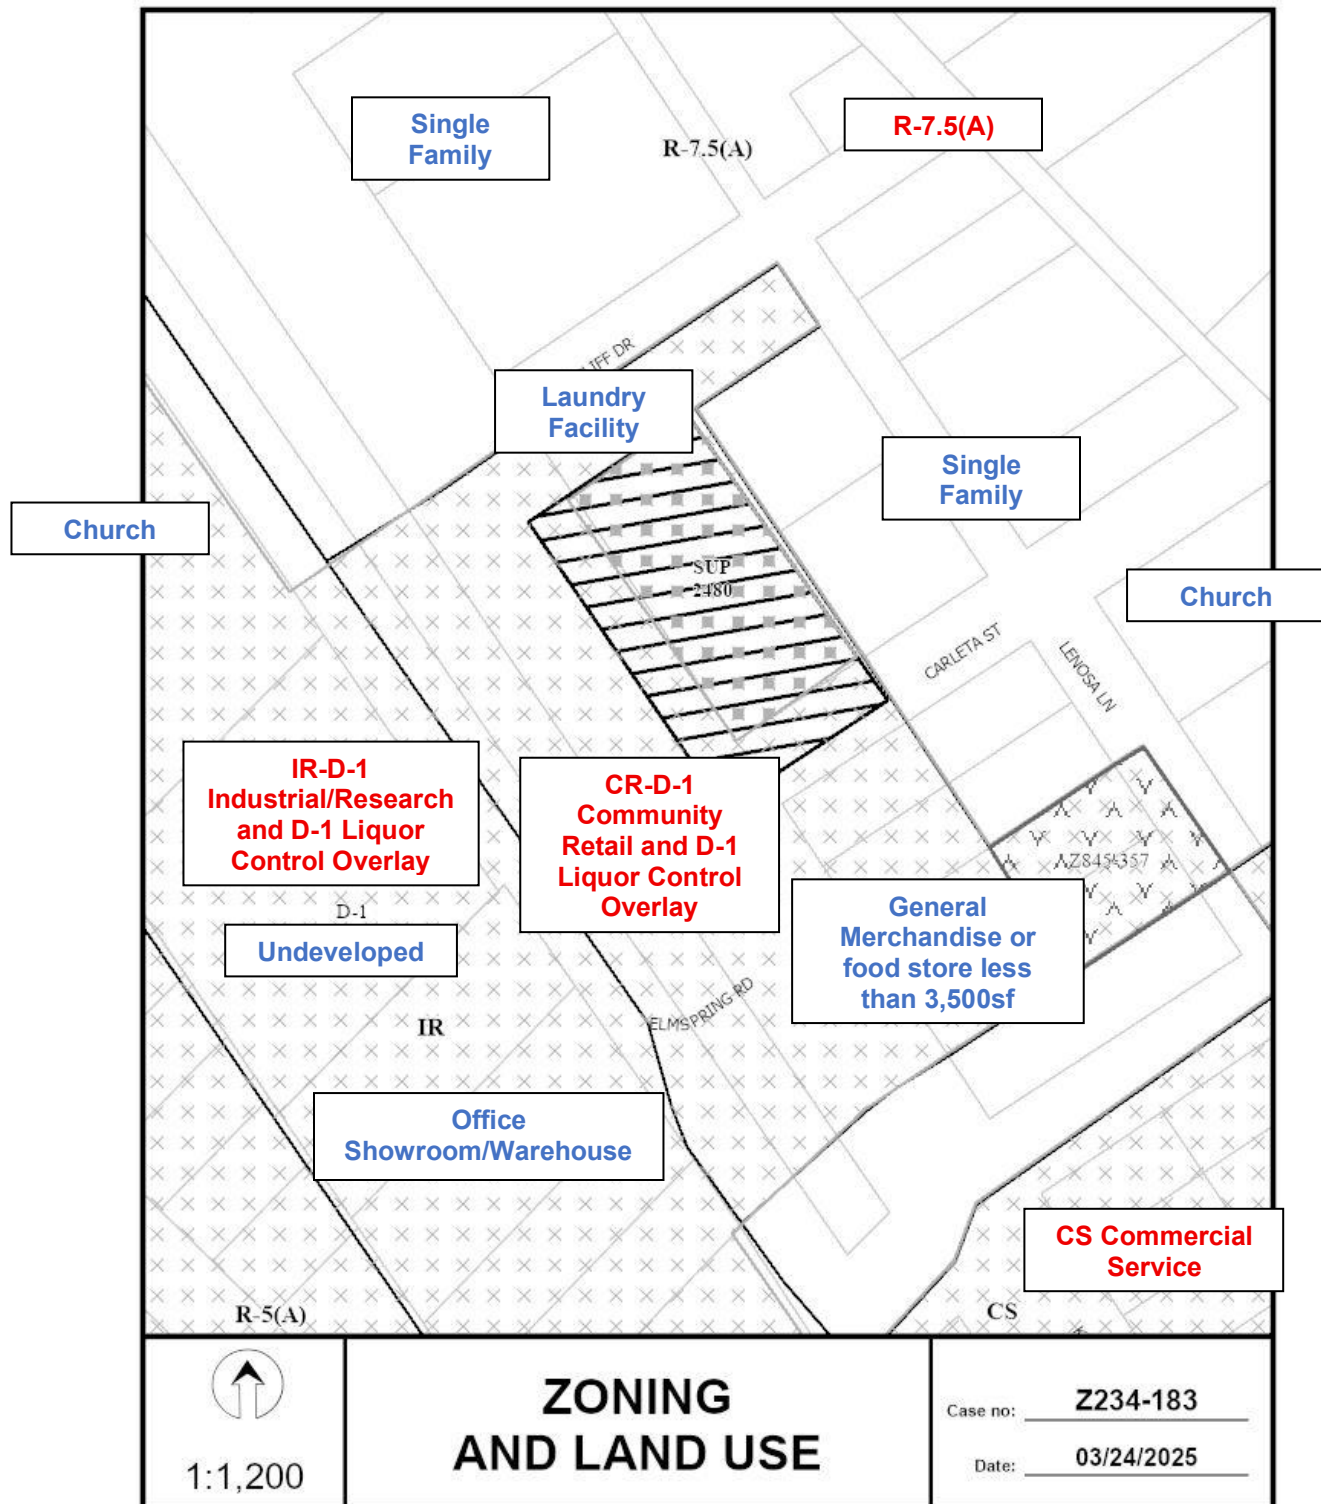 Single
Family
R-7.5(A)
R-7.5(A)
LIFF DR
Laundry
Facility
Single
Family
Church
SUP
2480
Church
CARLETA ST
LENOSA LN
IR-D-1
Industrial/Research
and D-1 Liquor
Control Overlay
CR-D-1
Community
Retail and D-1
Liquor Control
Overlay
Z845-357
D-1
Undeveloped
General
Merchandise or
food store less
than 3,500sf
ELMSPRING RD
IR
Office
Showroom/Warehouse
CS Commercial
Service
R-5(A)
CS
1:1,200
ZONING
AND LAND USE
Case no: Z234-183
Date: 03/24/2025